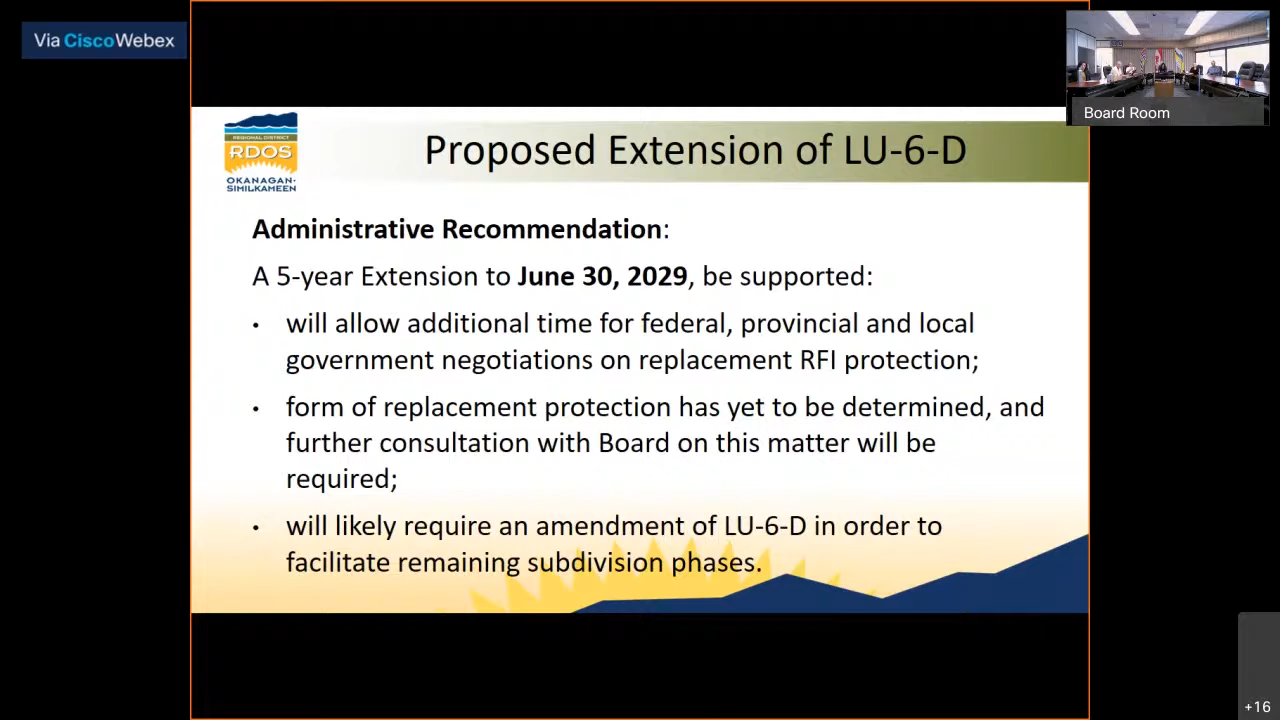 Via Cisco Webex
Board Room
REGIONAL DISTRICT
RDOS
OKANAGAN-
SIMILKAMEEN
Proposed Extension of LU-6-D
Administrative Recommendation:
A 5-year Extension to June 30, 2029, be supported:
• will allow additional time for federal, provincial and local
government negotiations on replacement RFI protection;
• form of replacement protection has yet to be determined, and
further consultation with Board on this matter will be
required;
• will likely require an amendment of LU-6-D in order to
facilitate remaining subdivision phases.
+16